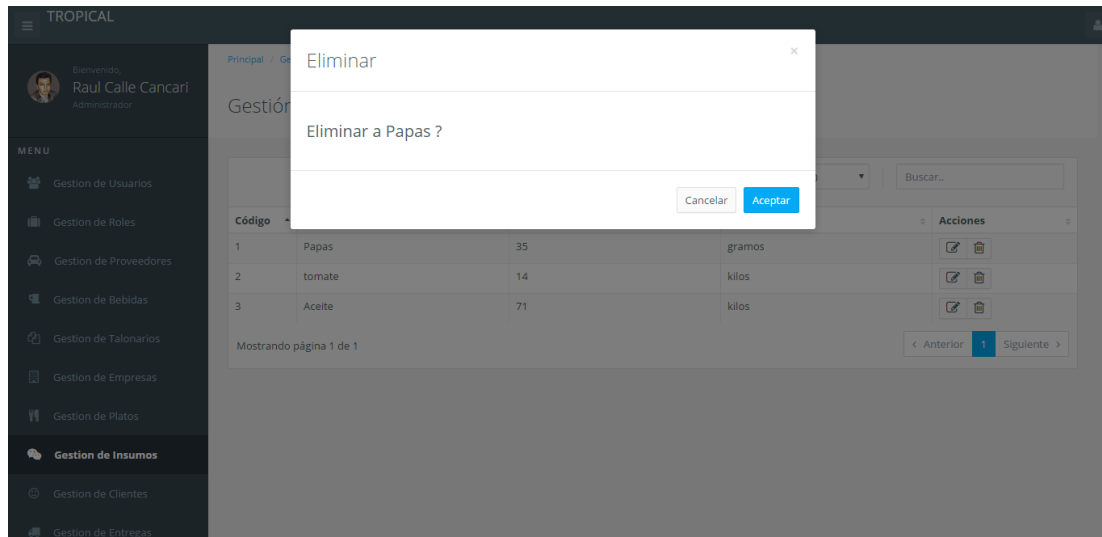 TROPICAL
Bienvenido,
Raul Calle Cancari
Administrador
MENU
Gestion de Usuarios
Gestion de Roles
Gestion de Proveedores
Gestion de Bebidas
Gestion de Talonarios
Gestion de Empresas
Gestion de Platos
Gestion de Insumos
Gestion de Clientes
Gestion de Entregas
Principal / Ge
Gestión
Eliminar ×
Eliminar a Papas ?
Cancelar Aceptar
Buscar..
Código Acciones
1 Papas 35 gramos
2 tomate 14 kilos
3 Aceite 71 kilos
Mostrando página 1 de 1
< Anterior 1 Siguiente >